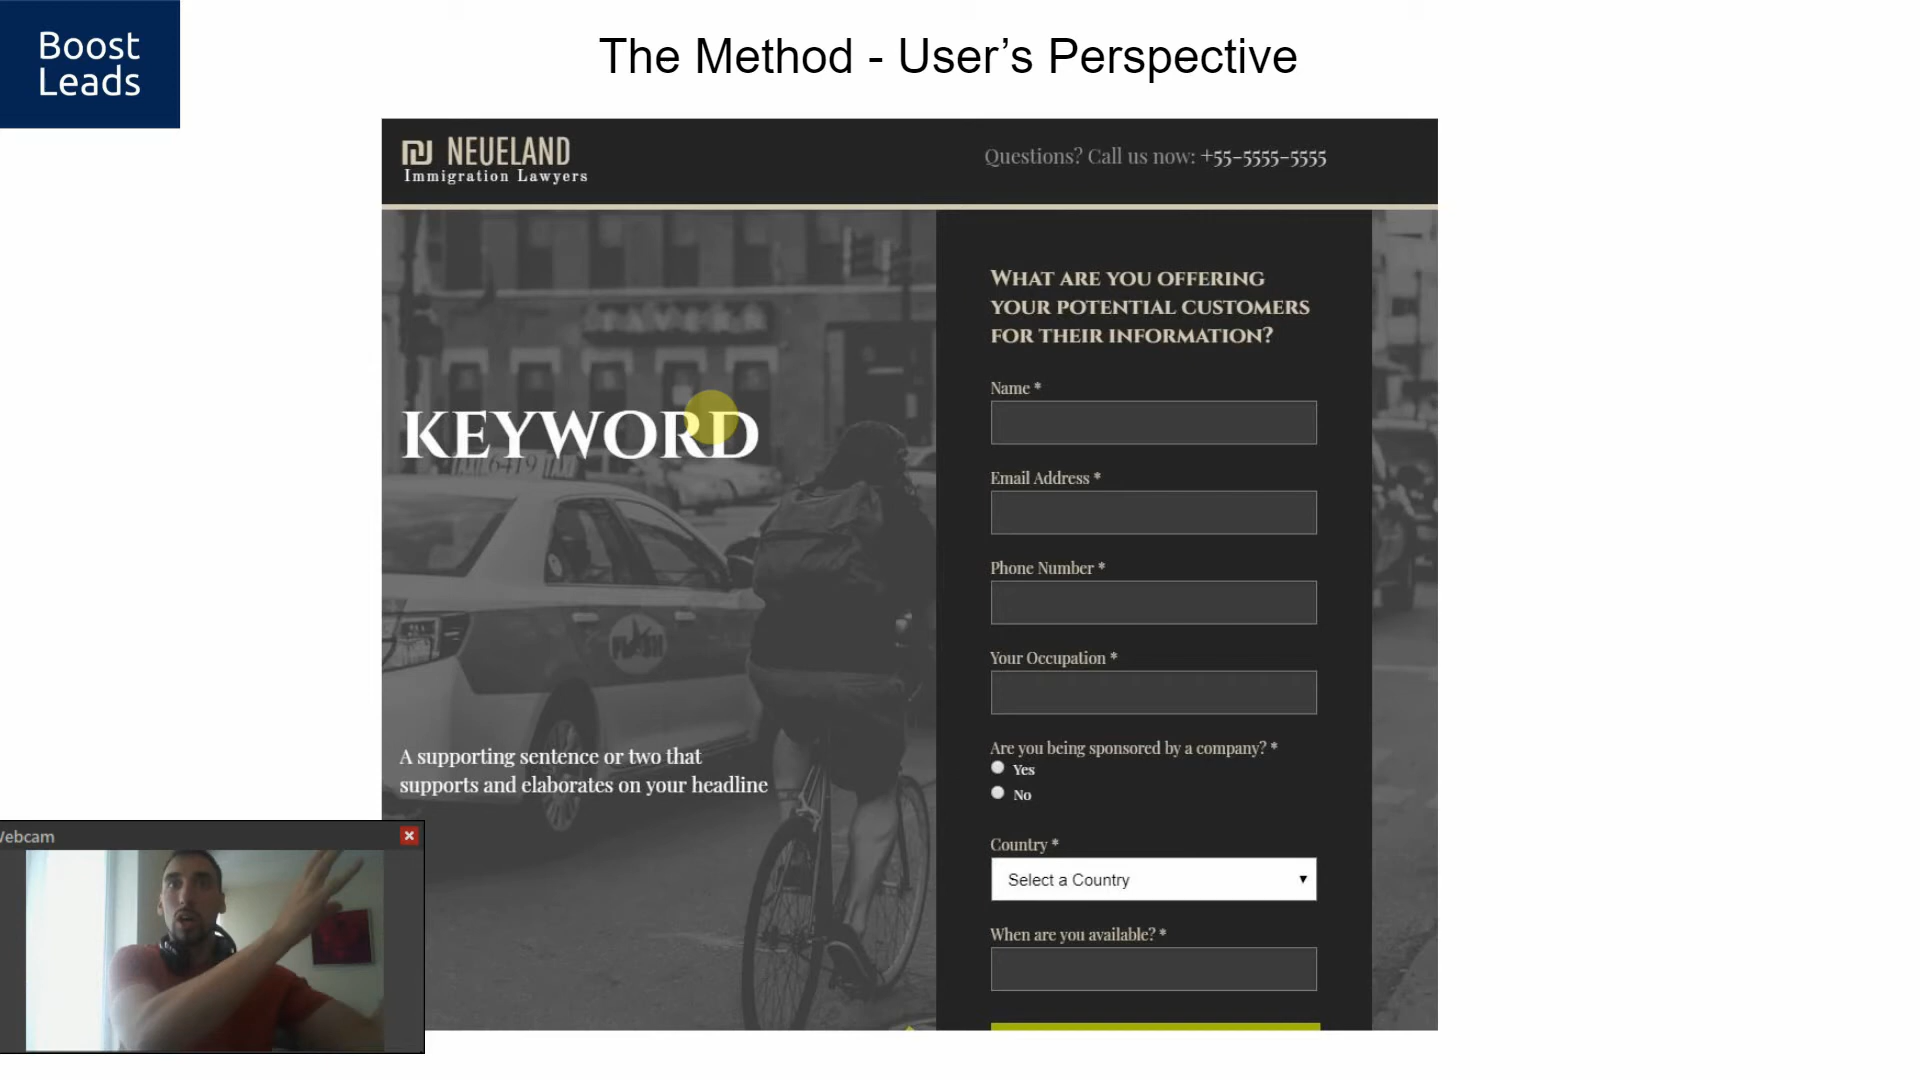 Boost
Leads
The Method - User’s Perspective
NEUELAND
Immigration Lawyers
Questions? Call us now: +55-5555-5555
WHAT ARE YOU OFFERING
YOUR POTENTIAL CUSTOMERS
FOR THEIR INFORMATION?
KEYWORD
A supporting sentence or two that
supports and elaborates on your headline
Name *
Email Address *
Phone Number *
Your Occupation *
Are you being sponsored by a company? *
Yes
No
Country *
Select a Country
When are you available? *
TAVERN
FLASH
Webcam